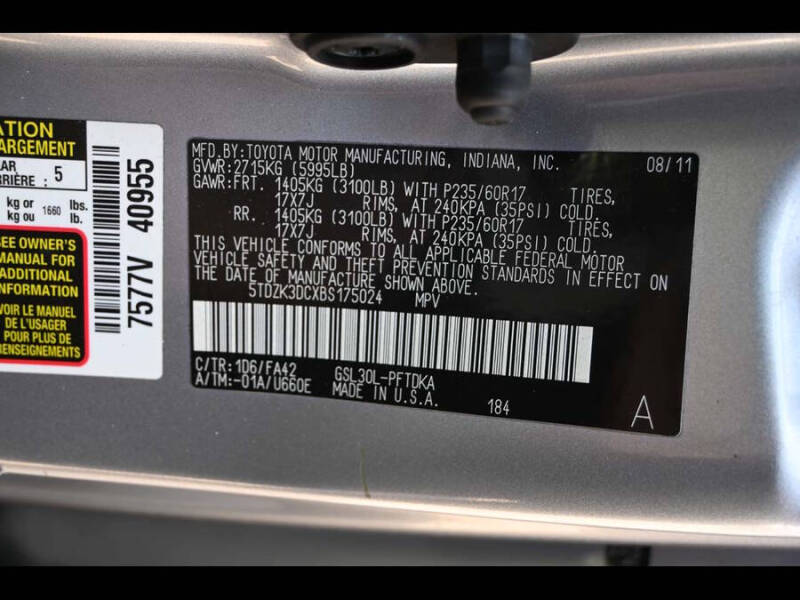 ATION
ARGEMENT
AR
RRIÈRE : 5
kg or 1660 lbs.
kg ou lb.
SEE OWNER'S
MANUAL FOR
ADDITIONAL
INFORMATION
VOIR LE MANUEL
DE L'USAGER
POUR PLUS DE
RENSEIGNEMENTS
7577V 40955
MFD.BY:TOYOTA MOTOR MANUFACTURING, INDIANA, INC. 08/11
GVWR:2715KG (5995LB)
GAWR:FRT. 1405KG (3100LB) WITH P235/60R17 TIRES,
17X7J RIMS, AT 240KPA (35PSI) COLD.
RR. 1405KG (3100LB) WITH P235/60R17 TIRES,
17X7J RIMS, AT 240KPA (35PSI) COLD.
THIS VEHICLE CONFORMS TO ALL APPLICABLE FEDERAL MOTOR
VEHICLE SAFETY AND THEFT PREVENTION STANDARDS IN EFFECT ON
THE DATE OF MANUFACTURE SHOWN ABOVE.
5TDZK3DCXBS175024 MPV
C/TR:1D6/FA42 GSL30L-PFTDKA
A/TM:-01A/U660E MADE IN U.S.A.
184
A